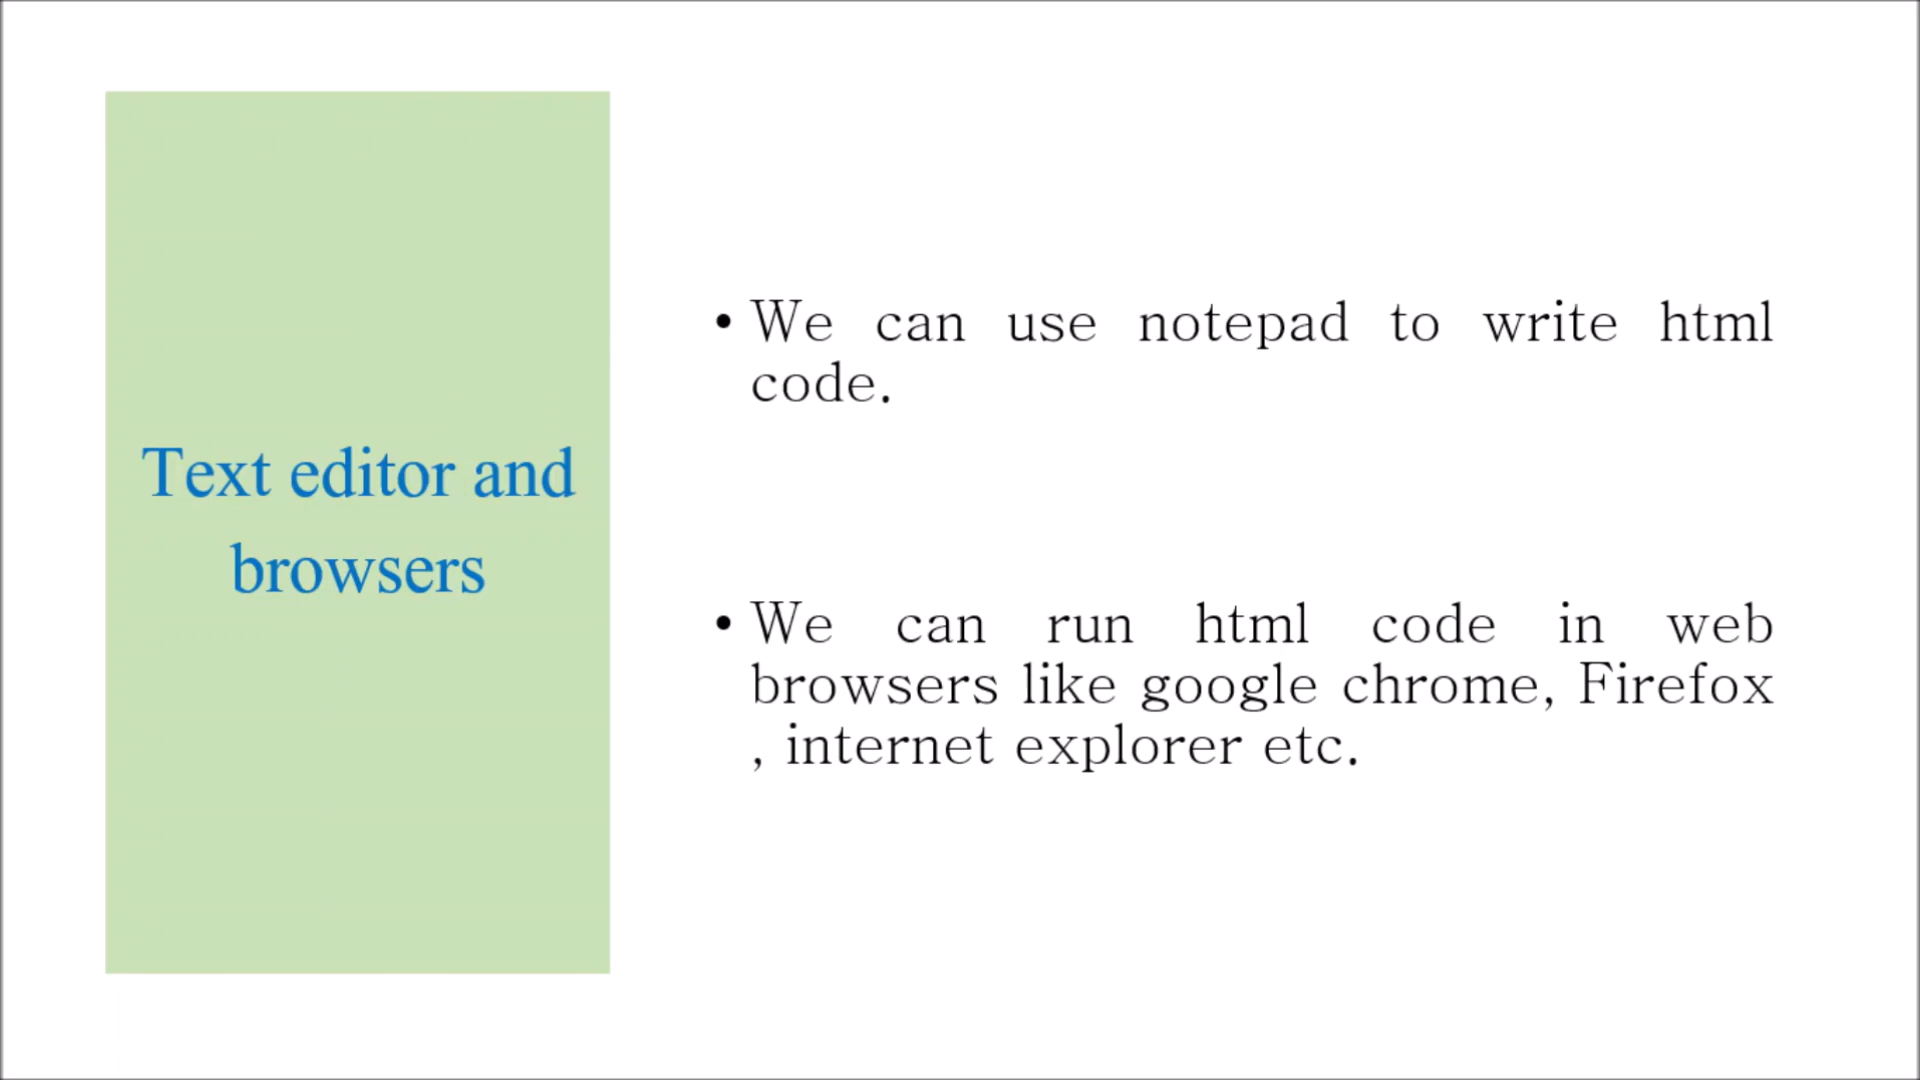 Text editor and
browsers
• We can use notepad to write html
code.
• We can run html code in web
browsers like google chrome, Firefox
, internet explorer etc.